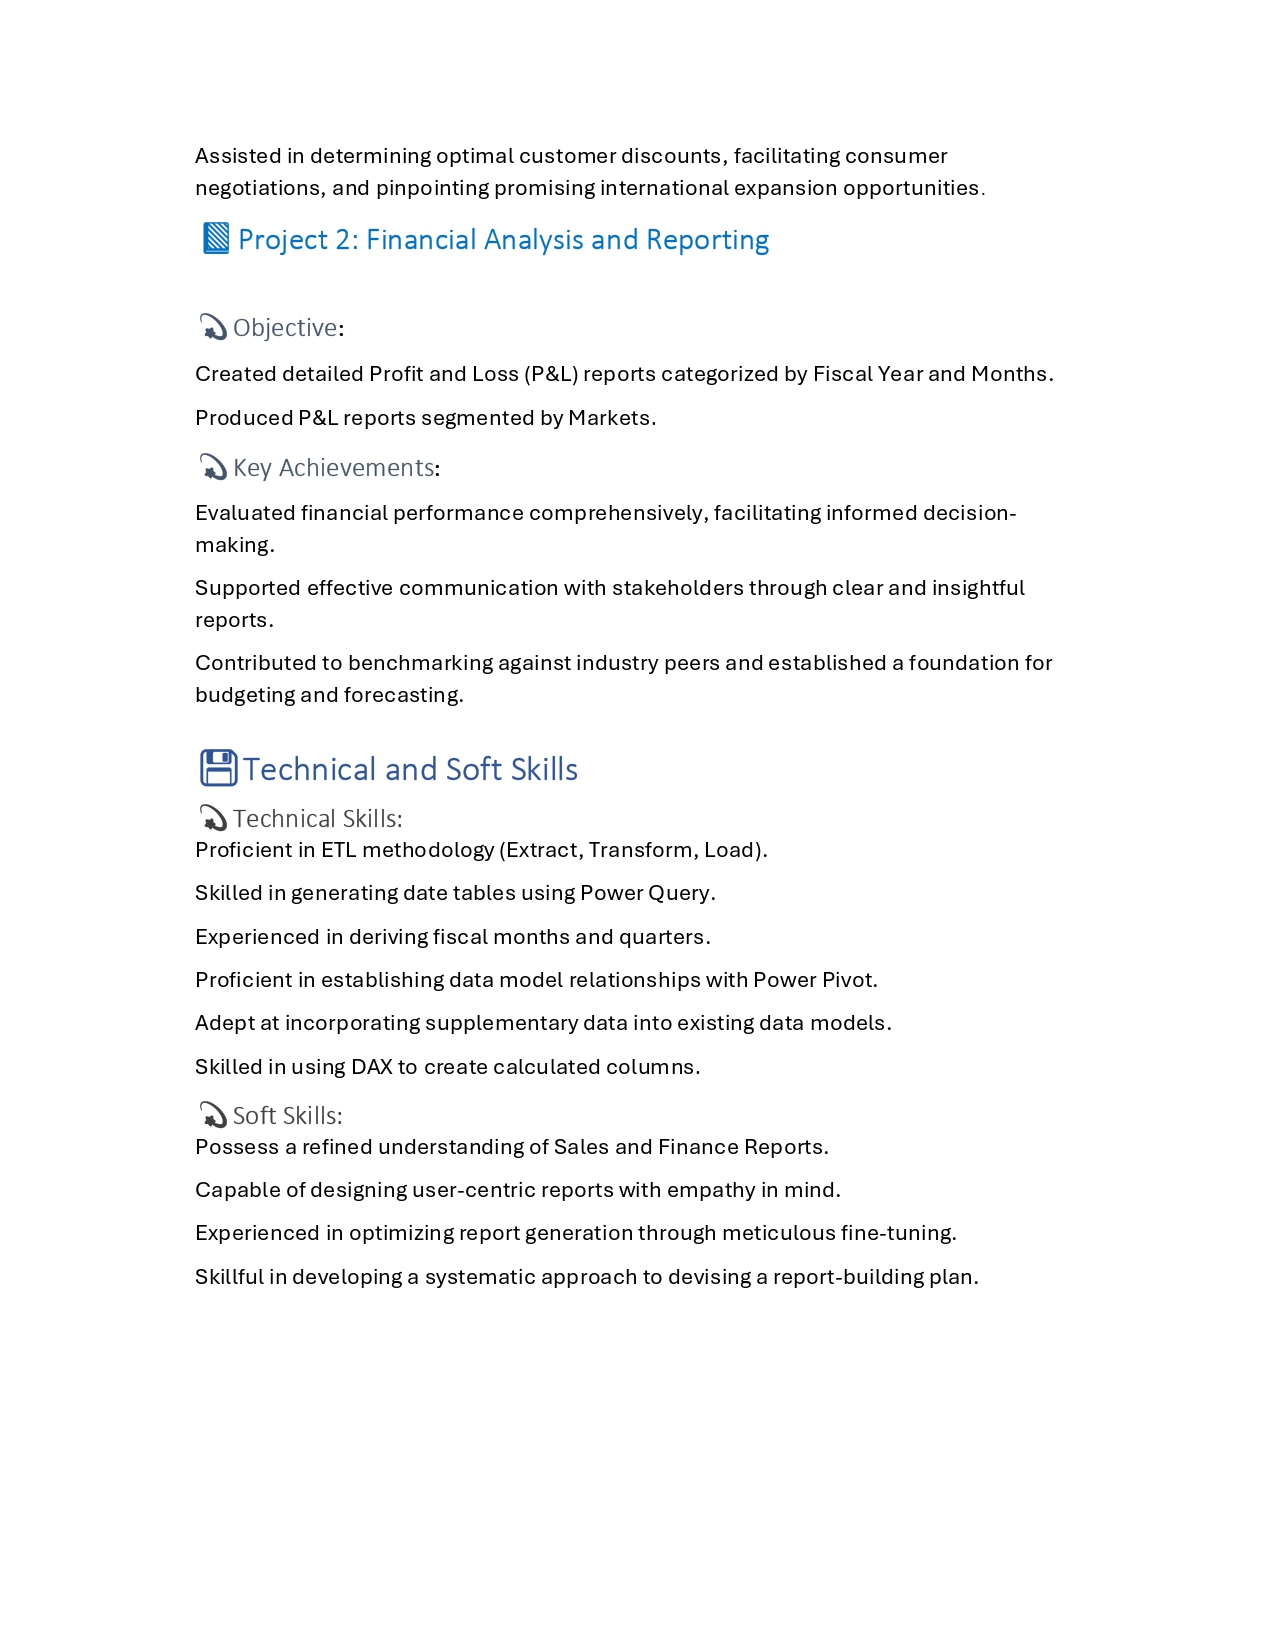 Assisted in determining optimal customer discounts, facilitating consumer
negotiations, and pinpointing promising international expansion opportunities.
Project 2: Financial Analysis and Reporting
Objective:
Created detailed Profit and Loss (P&L) reports categorized by Fiscal Year and Months.
Produced P&L reports segmented by Markets.
Key Achievements:
Evaluated financial performance comprehensively, facilitating informed decision-
making.
Supported effective communication with stakeholders through clear and insightful
reports.
Contributed to benchmarking against industry peers and established a foundation for
budgeting and forecasting.
Technical and Soft Skills
Technical Skills:
Proficient in ETL methodology (Extract, Transform, Load).
Skilled in generating date tables using Power Query.
Experienced in deriving fiscal months and quarters.
Proficient in establishing data model relationships with Power Pivot.
Adept at incorporating supplementary data into existing data models.
Skilled in using DAX to create calculated columns.
Soft Skills:
Possess a refined understanding of Sales and Finance Reports.
Capable of designing user-centric reports with empathy in mind.
Experienced in optimizing report generation through meticulous fine-tuning.
Skillful in developing a systematic approach to devising a report-building plan.